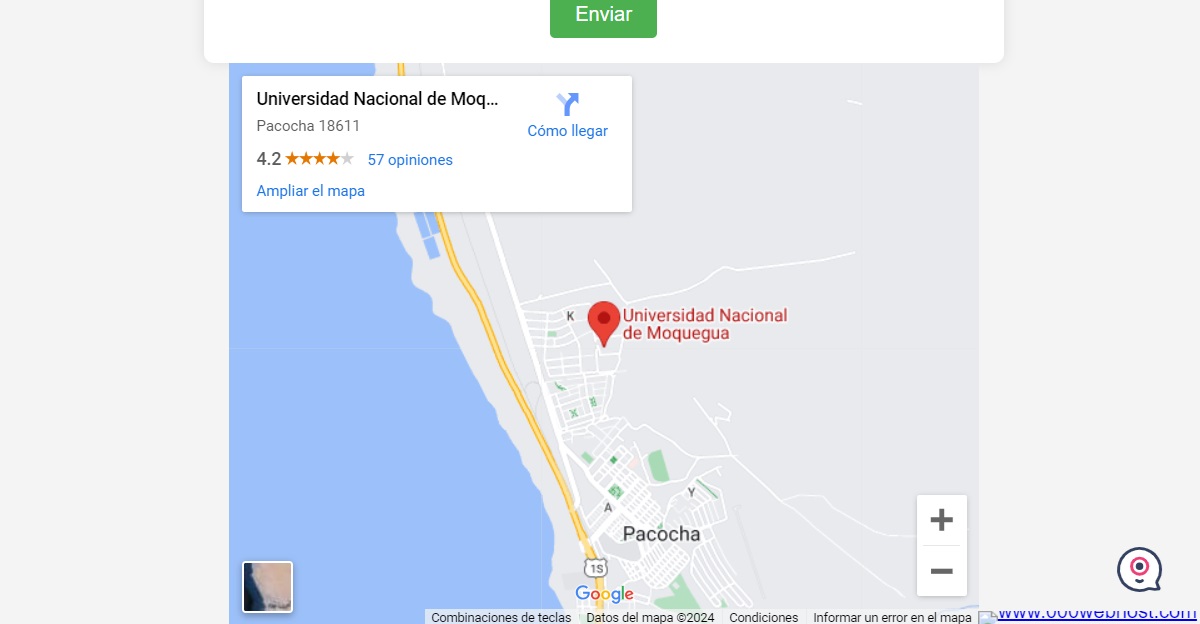 Enviar
Universidad Nacional de Moq...
Cómo llegar
Pacocha 18611
4.2
57 opiniones
Ampliar el mapa
K
Universidad Nacional
de Moquegua
Y
A
Pacocha
1S
Google
Combinaciones de teclas
Datos del mapa ©2024
Condiciones
Informar un error en el mapa
www.000webhost.com